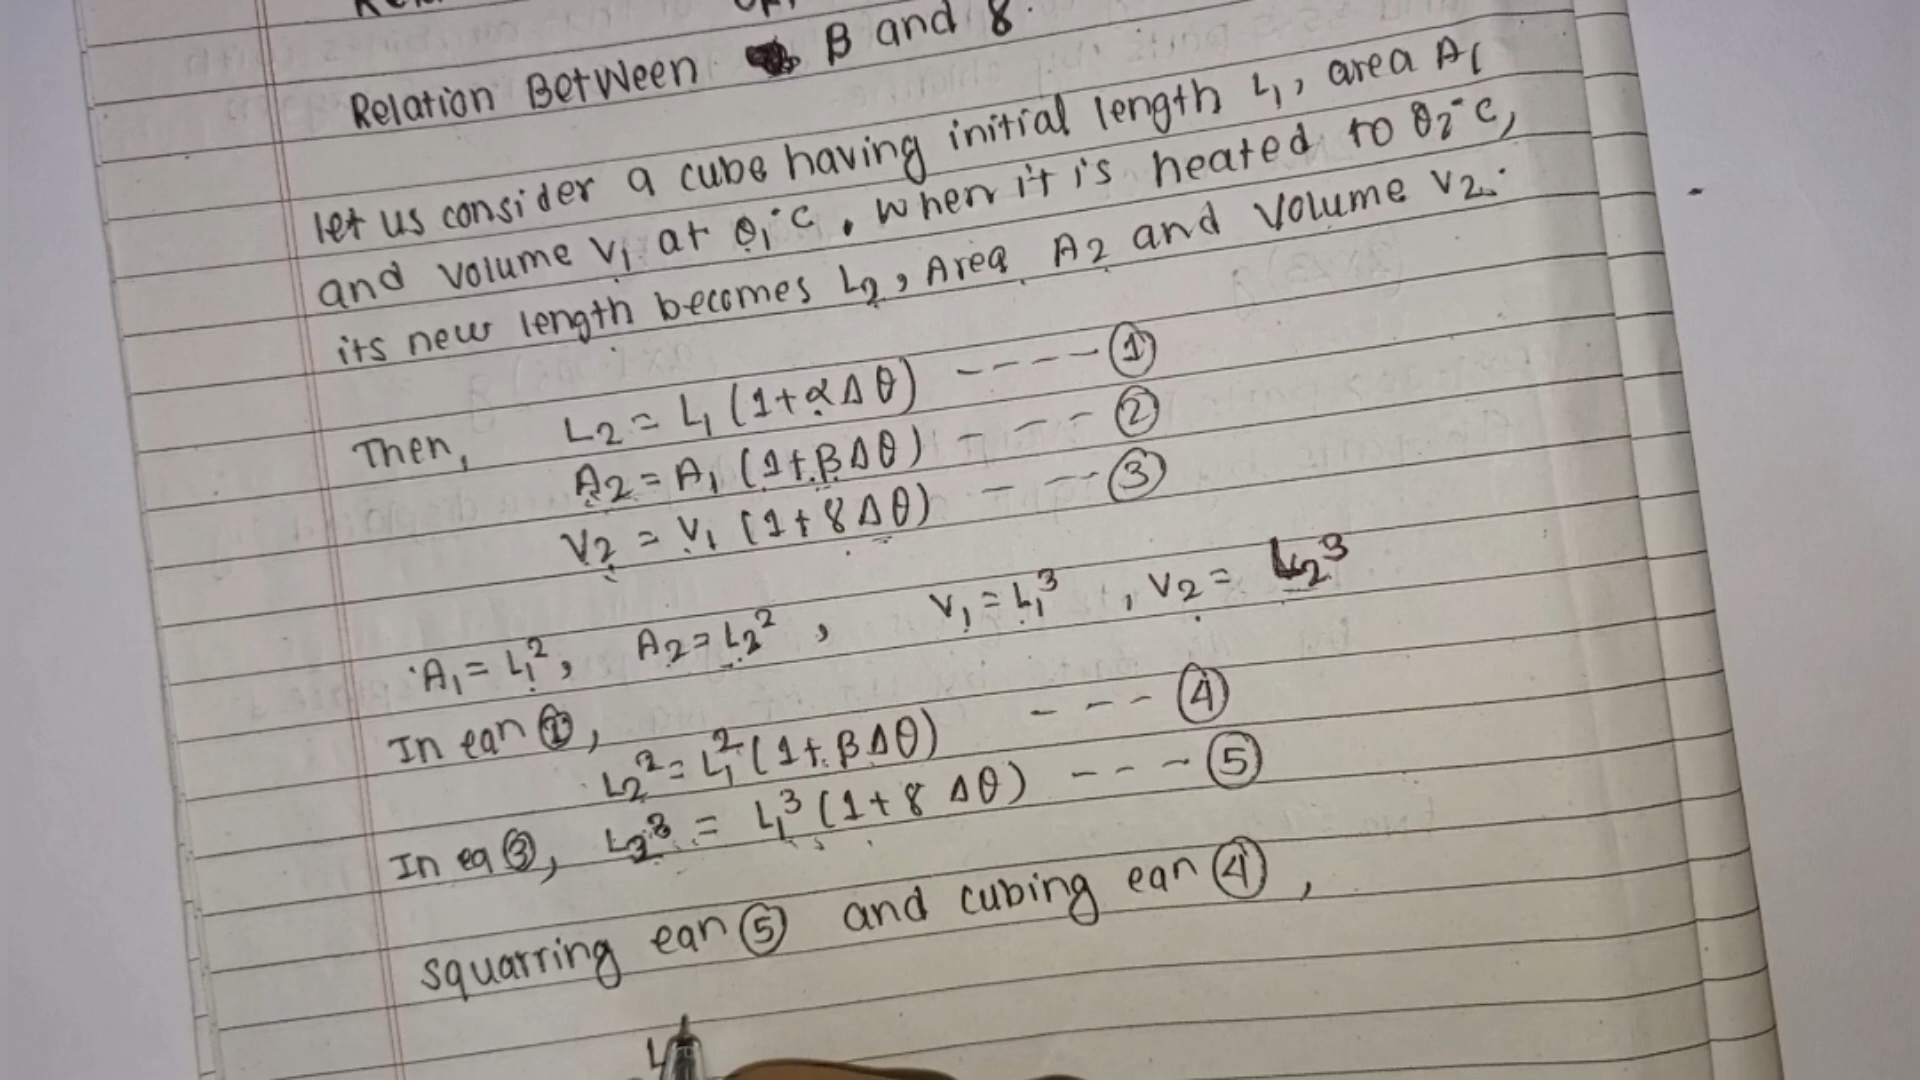 Relation Between β and γ
let us consider a cube having initial length L₁, area A₁
and volume V₁ at θ₁°C. when it is heated to θ₂°C,
its new length becomes L₂, Area A₂ and volume V₂.
Then, L₂ = L₁ (1+αΔθ) ---- ①
A₂ = A₁ (1+βΔθ) ---- ②
V₂ = V₁ (1+γΔθ) ---- ③
A₁ = L₁², A₂ = L₂², V₁ = L₁³, V₂ = L₂³
In eqn ②,
L₂² = L₁² (1+βΔθ) --- ④
In eq ③, L₂³ = L₁³ (1+γ Δθ) --- ⑤
squarring eqn ⑤ and cubing eqn ④,
L